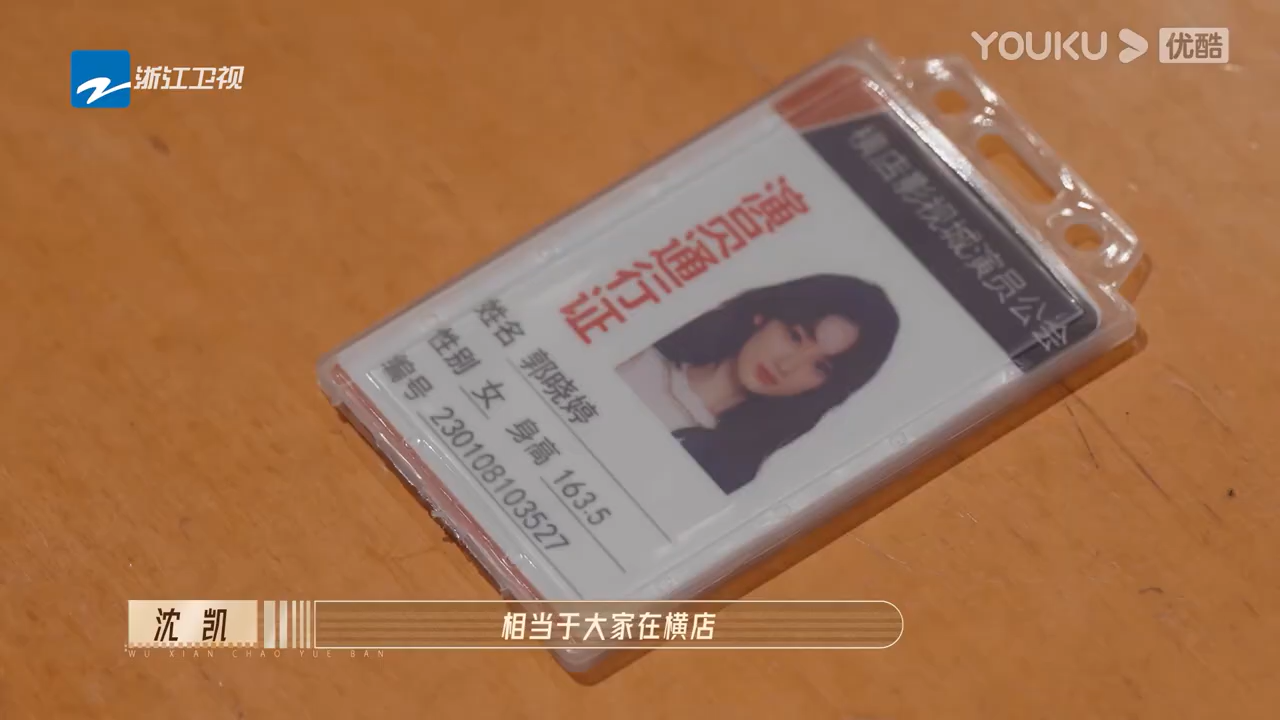 浙江卫视
YOUKU 优酷
横店影视城演员公会
演员通行证
姓名 郭晓婷
性别 女 身高 163.5
编号 230108103527
沈凯 相当于大家在横店
WU XIAN CHAO YUE BAN